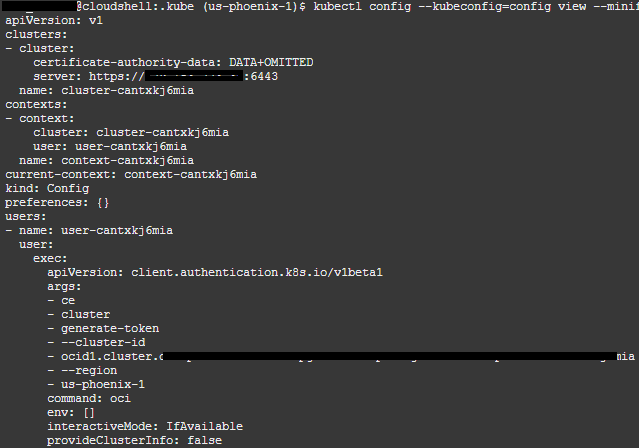 @cloudshell:.kube (us-phoenix-1)$ kubectl config --kubeconfig=config view
apiVersion: v1
clusters:
- cluster:
    certificate-authority-data: DATA+OMITTED
    server: https:// :6443
  name: cluster-cantxkj6mia
contexts:
- context:
    cluster: cluster-cantxkj6mia
    user: user-cantxkj6mia
  name: context-cantxkj6mia
current-context: context-cantxkj6mia
kind: Config
preferences: {}
users:
- name: user-cantxkj6mia
  user:
    exec:
      apiVersion: client.authentication.k8s.io/v1beta1
      args:
      - ce
      - cluster
      - generate-token
      - --cluster-id
      - ocid1.cluster. mia
      - --region
      - us-phoenix-1
      command: oci
      env: []
      interactiveMode: IfAvailable
      provideClusterInfo: false